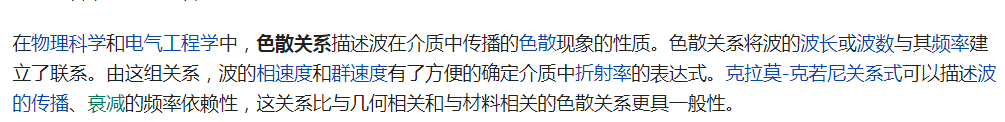 在物理科学和电气工程学中，色散关系描述波在介质中传播的色散现象的性质。色散关系将波的波长或波数与其频率建
立了联系。由这组关系，波的相速度和群速度有了方便的确定介质中折射率的表达式。克拉莫-克若尼关系式可以描述波
的传播、衰减的频率依赖性，这关系比与几何相关和与材料相关的色散关系更具一般性。